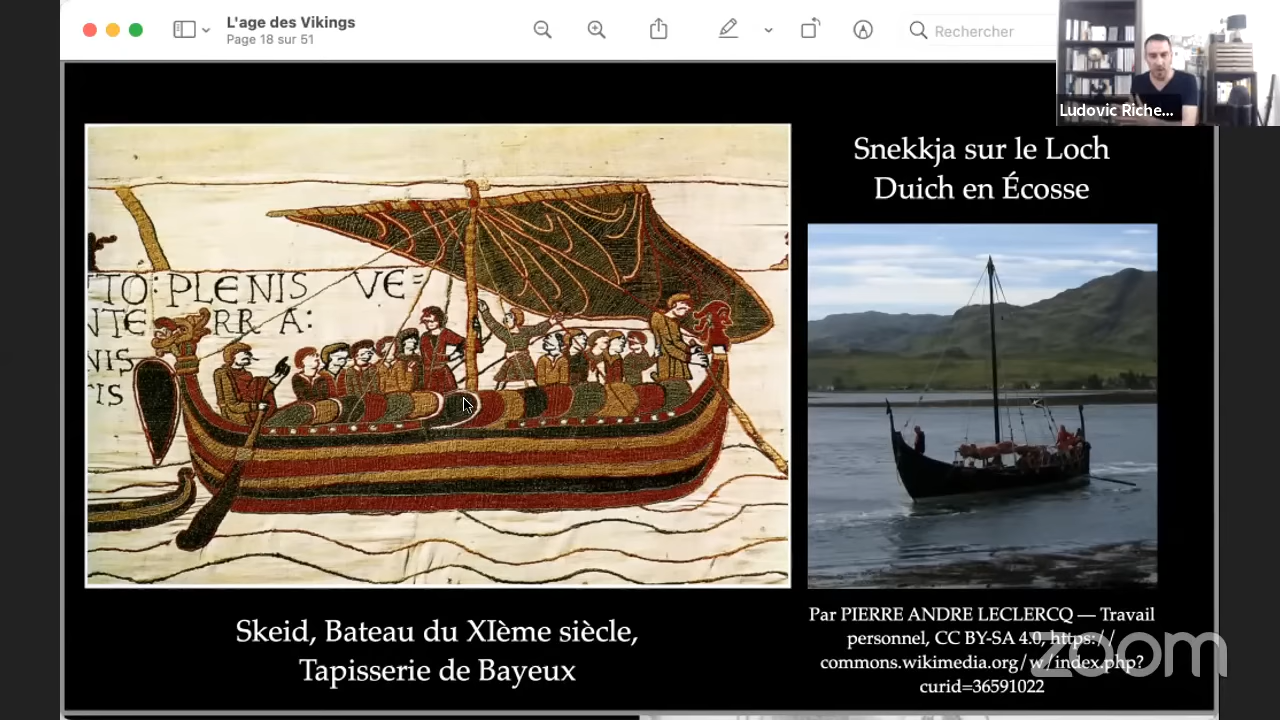 L'age des Vikings
Page 18 sur 51
Rechercher
Ludovic Riche...
TO: PLENIS VE=
NTE RR A:
NIS
TIS
Snekkja sur le Loch
Duich en Écosse
Skeid, Bateau du XIème siècle,
Tapisserie de Bayeux
Par PIERRE ANDRE LECLERCQ — Travail
personnel, CC BY-SA 4.0, https://
commons.wikimedia.org/w/index.php?
curid=36591022
zoom